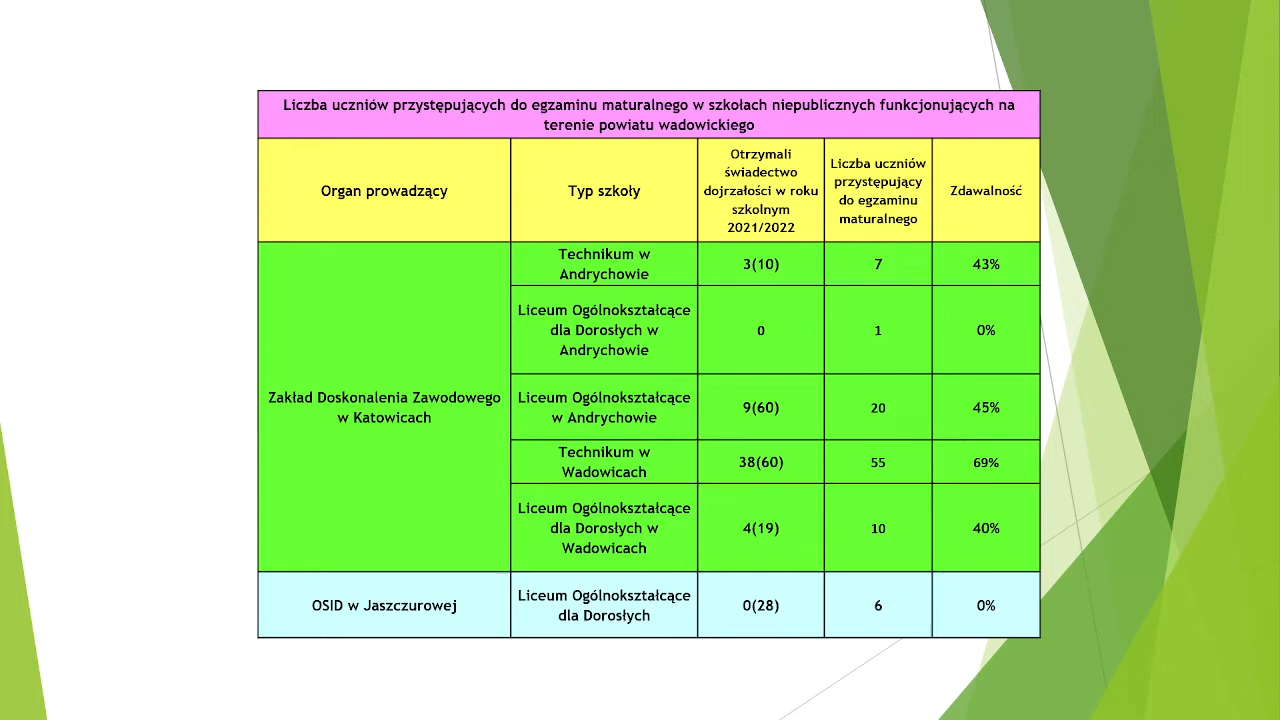 Liczba uczniów przystępujących do egzaminu maturalnego w szkołach niepublicznych funkcjonujących na
terenie powiatu wadowickiego
Organ prowadzący
Typ szkoły
Otrzymali
świadectwo
dojrzałości w roku
szkolnym
2021/2022
Liczba uczniów
przystępujący
do egzaminu
maturalnego
Zdawalność
Zakład Doskonalenia Zawodowego
w Katowicach
Technikum w
Andrychowie
3(10)
7
43%
Liceum Ogólnokształcące
dla Dorosłych w
Andrychowie
0
1
0%
Liceum Ogólnokształcące
w Andrychowie
9(60)
20
45%
Technikum w
Wadowicach
38(60)
55
69%
Liceum Ogólnokształcące
dla Dorosłych w
Wadowicach
4(19)
10
40%
OSID w Jaszczurowej
Liceum Ogólnokształcące
dla Dorosłych
0(28)
6
0%